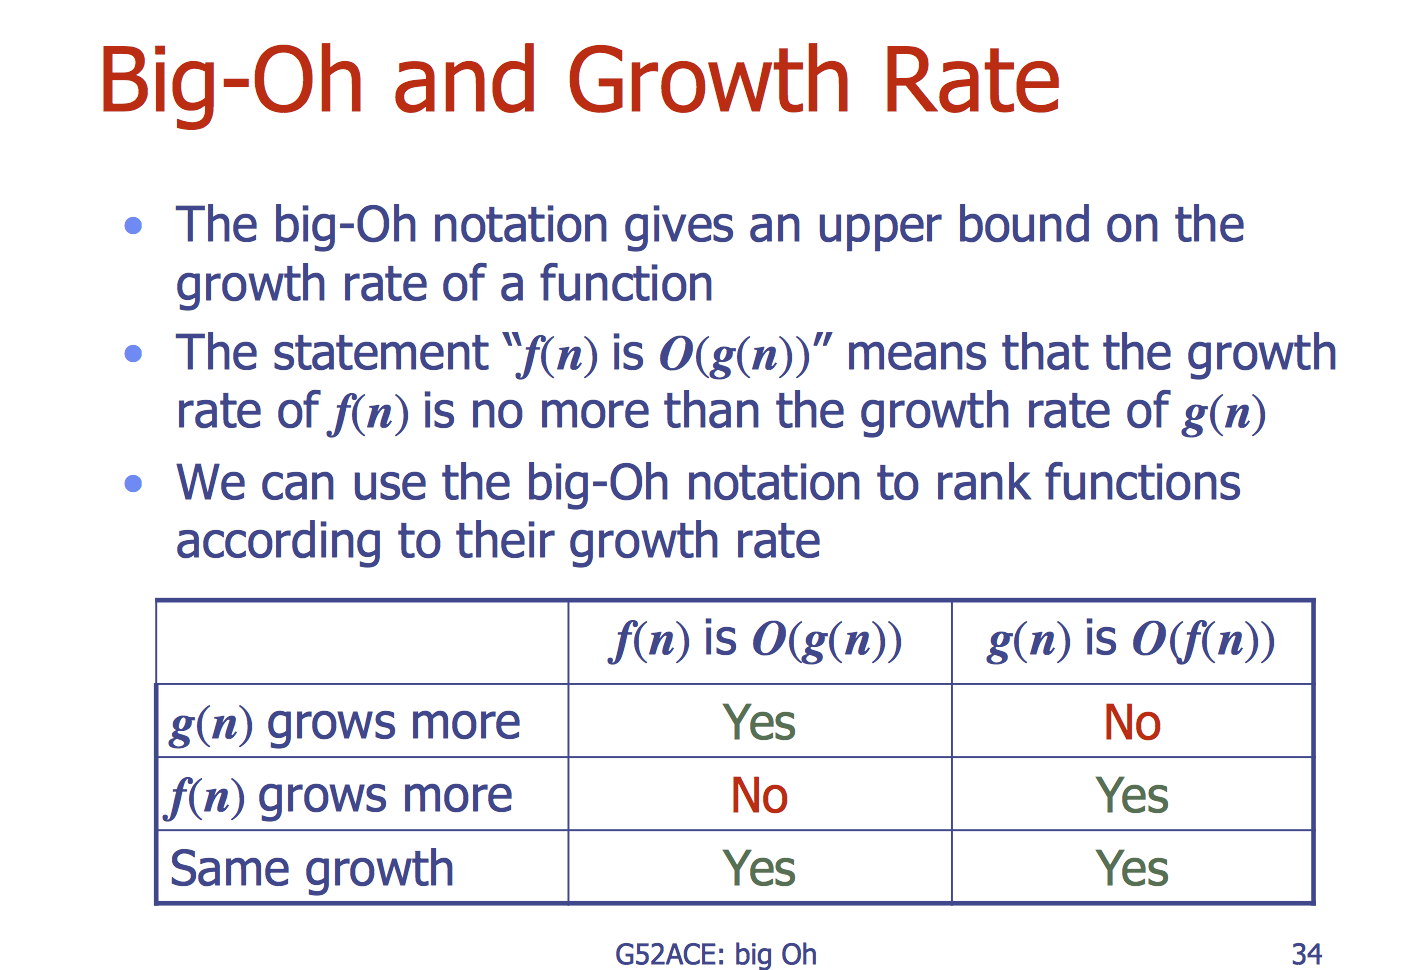 Big-Oh and Growth Rate
• The big-Oh notation gives an upper bound on the
growth rate of a function
• The statement “f(n) is O(g(n))” means that the growth
rate of f(n) is no more than the growth rate of g(n)
• We can use the big-Oh notation to rank functions
according to their growth rate
f(n) is O(g(n)) g(n) is O(f(n))
g(n) grows more Yes No
f(n) grows more No Yes
Same growth Yes Yes
G52ACE: big Oh 34